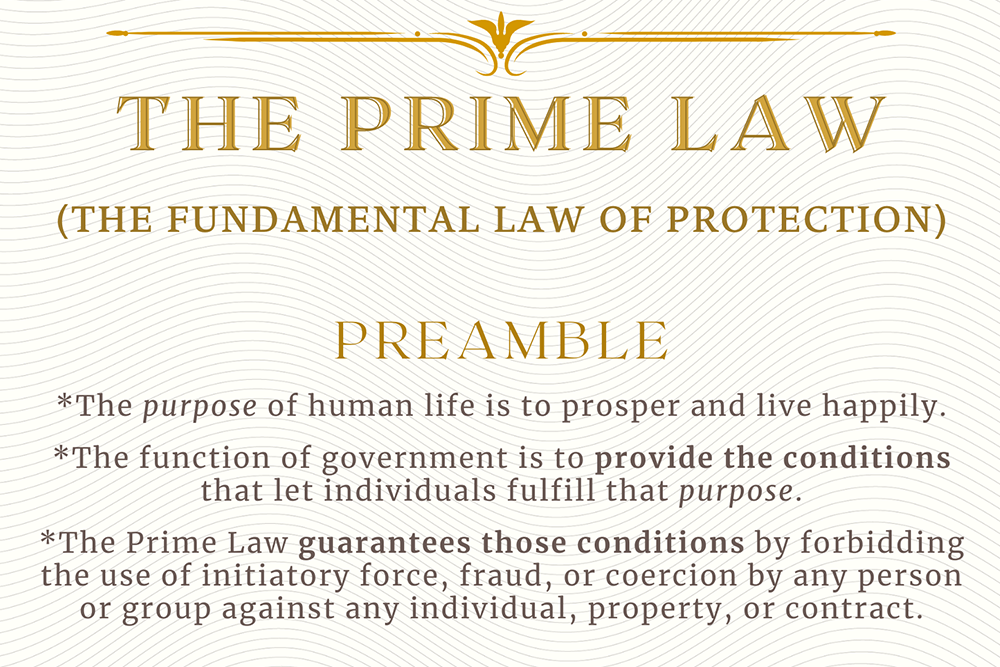 THE PRIME LAW
(THE FUNDAMENTAL LAW OF PROTECTION)
PREAMBLE
*The purpose of human life is to prosper and live happily.
*The function of government is to provide the conditions
that let individuals fulfill that purpose.
*The Prime Law guarantees those conditions by forbidding
the use of initiatory force, fraud, or coercion by any person
or group against any individual, property, or contract.